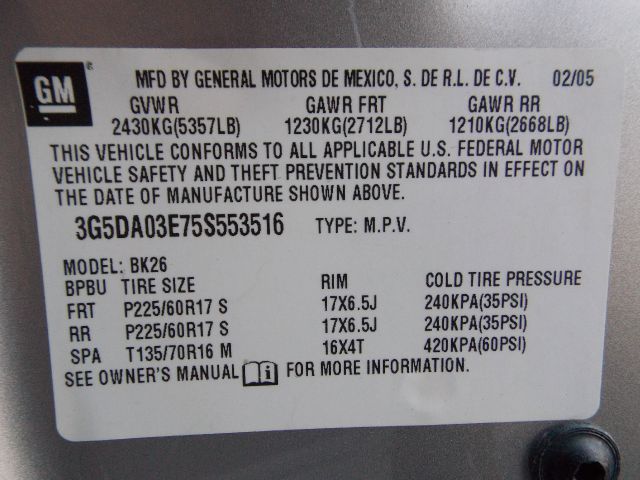 GM ®
MFD BY GENERAL MOTORS DE MEXICO, S. DE R.L. DE C.V. 02/05
GVWR GAWR FRT GAWR RR
2430KG(5357LB) 1230KG(2712LB) 1210KG(2668LB)
THIS VEHICLE CONFORMS TO ALL APPLICABLE U.S. FEDERAL MOTOR
VEHICLE SAFETY AND THEFT PREVENTION STANDARDS IN EFFECT ON
THE DATE OF MANUFACTURE SHOWN ABOVE.
3G5DA03E75S553516 TYPE: M.P.V.
MODEL: BK26
BPBU TIRE SIZE RIM COLD TIRE PRESSURE
FRT P225/60R17 S 17X6.5J 240KPA(35PSI)
RR P225/60R17 S 17X6.5J 240KPA(35PSI)
SPA T135/70R16 M 16X4T 420KPA(60PSI)
SEE OWNER'S MANUAL i FOR MORE INFORMATION.